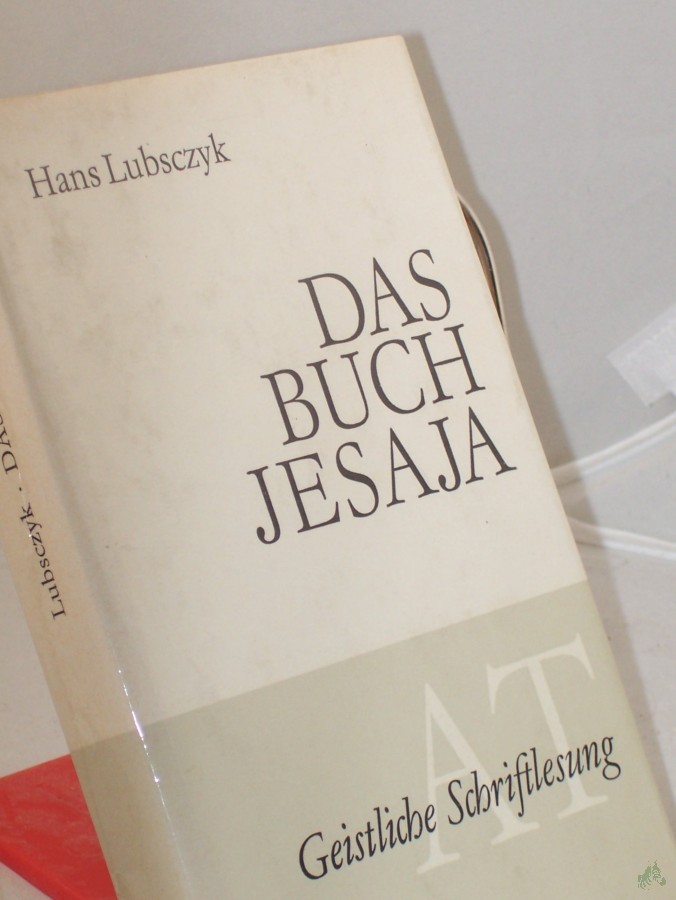 Hans Lubsczyk
DAS
BUCH
JESAJA
AT
Geistliche Schriftlesung
Lubsczyk · DAS